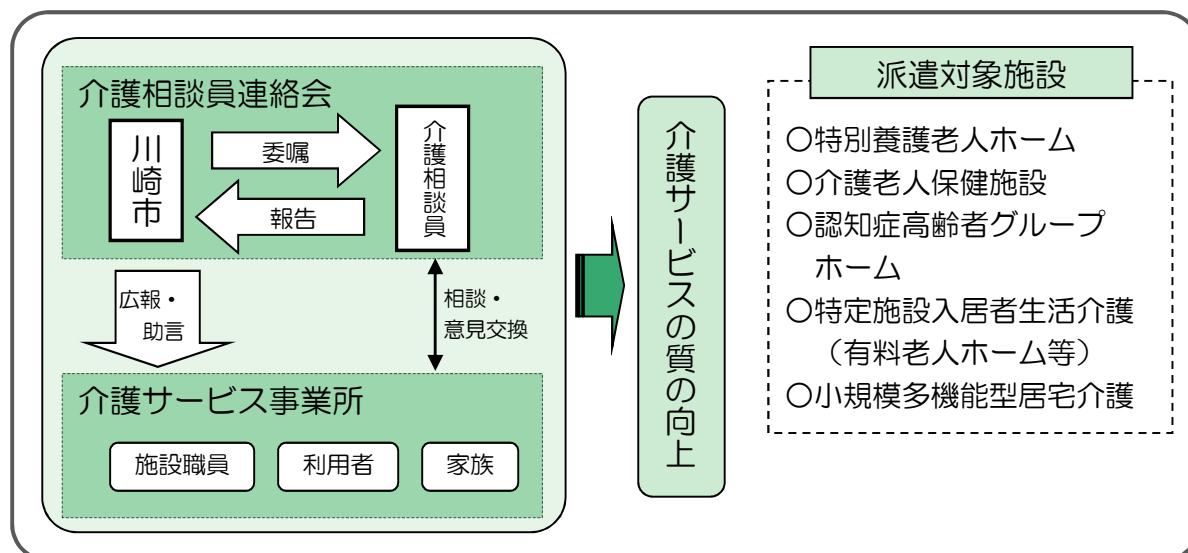 介護相談員連絡会
川崎市
委嘱
報告
介護相談員
広報・
助言
相談・
意見交換
介護サービス事業所
施設職員
利用者
家族
介護サービスの質の向上
派遣対象施設
〇特別養護老人ホーム
〇介護老人保健施設
〇認知症高齢者グループ
ホーム
〇特定施設入居者生活介護
（有料老人ホーム等）
〇小規模多機能型居宅介護